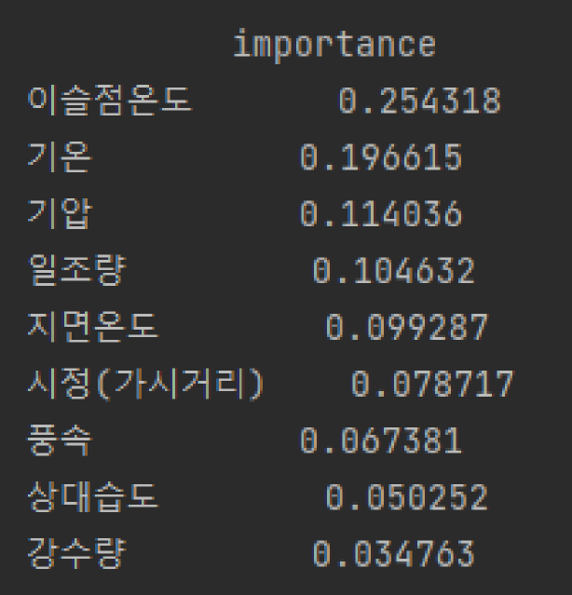 importance
이슬점온도 0.254318
기온 0.196615
기압 0.114036
일조량 0.104632
지면온도 0.099287
시정(가시거리) 0.078717
풍속 0.067381
상대습도 0.050252
강수량 0.034763